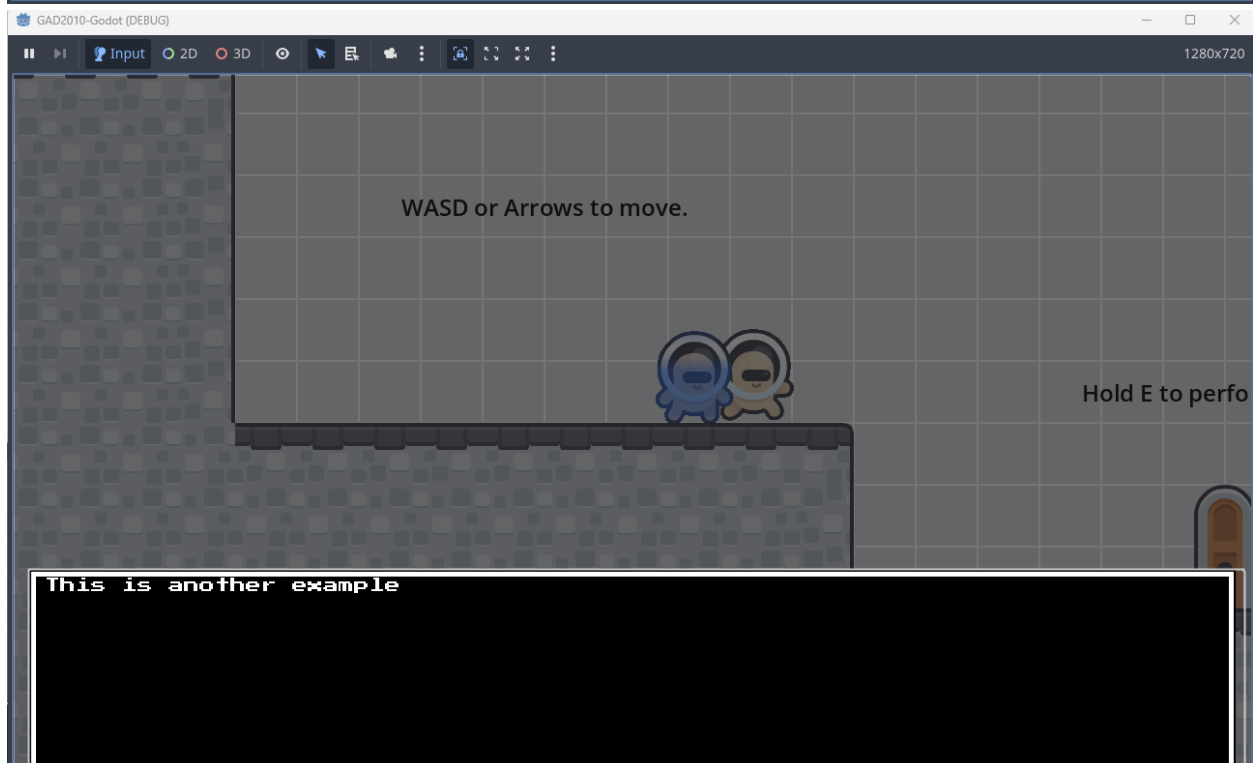 GAD2010-Godot (DEBUG)
Input 2D 3D 1280x720
WASD or Arrows to move.
Hold E to perfo
This is another example